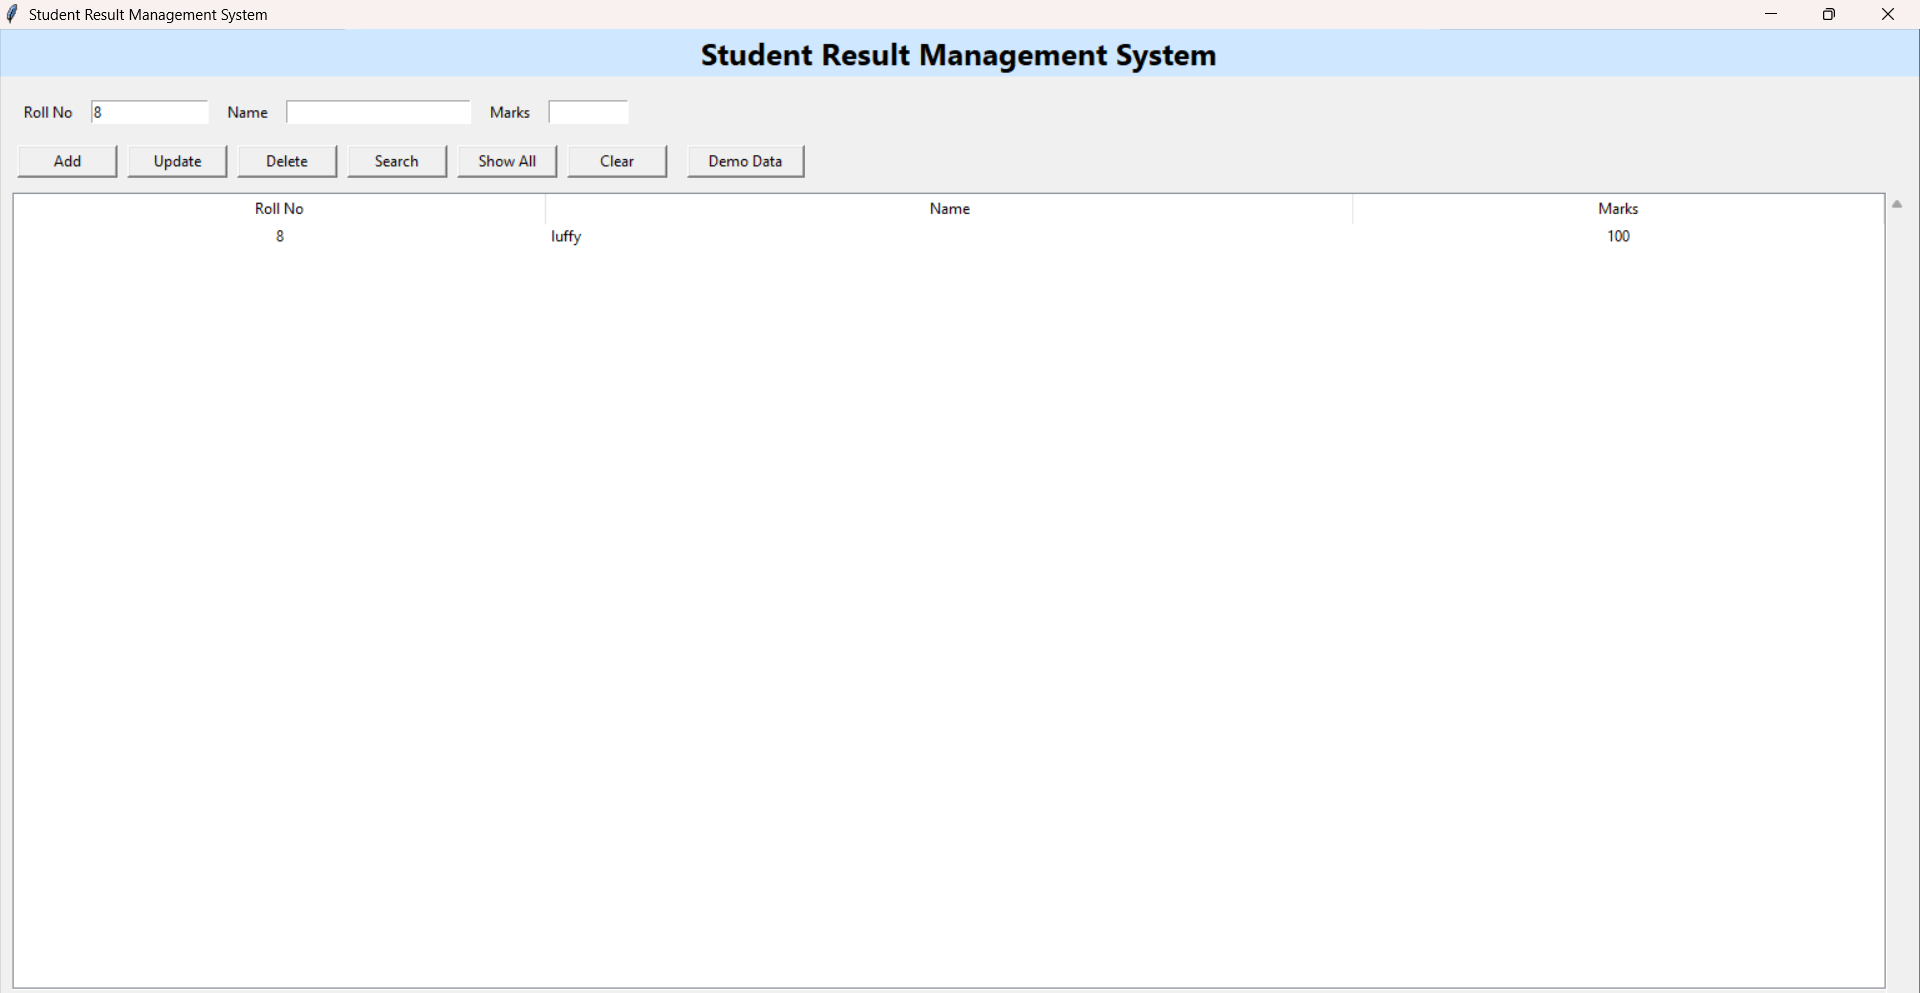 Student Result Management System
Student Result Management System
Roll No 8 Name Marks
Add Update Delete Search Show All Clear Demo Data
Roll No Name Marks
8 luffy 100